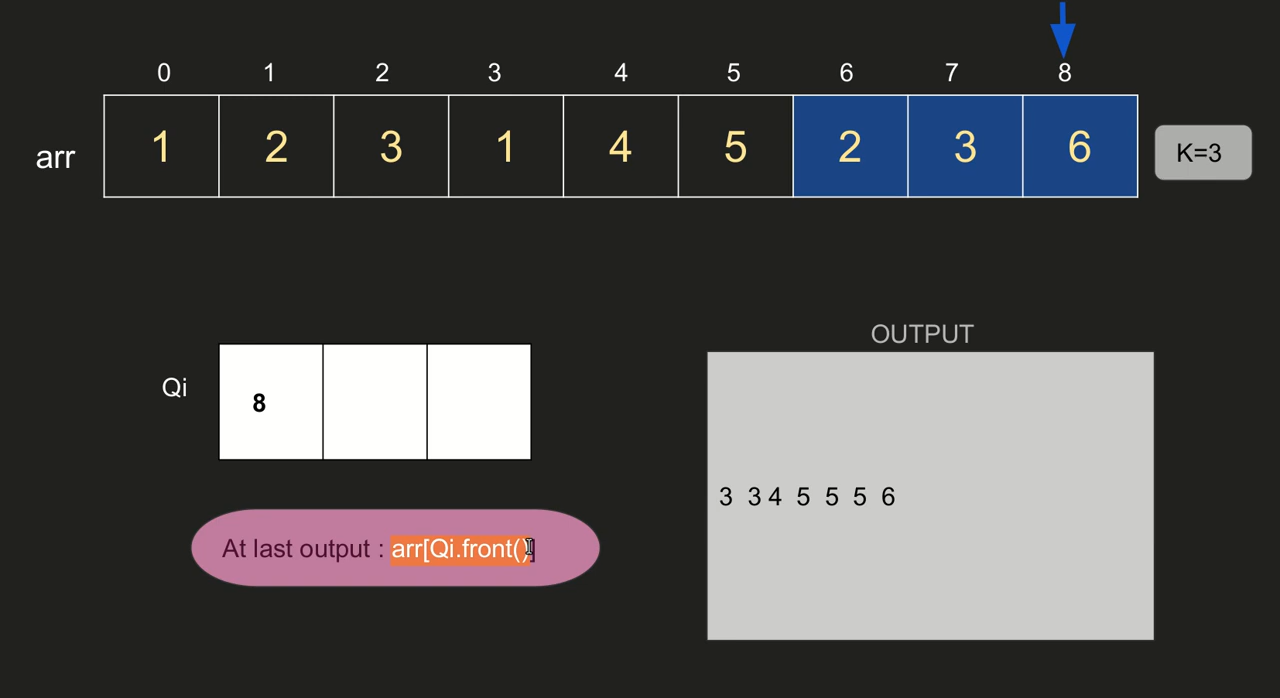 0 1 2 3 4 5 6 7 8
arr 1 2 3 1 4 5 2 3 6 K=3
OUTPUT
Qi 8
3 3 4 5 5 5 6
At last output : arr[Qi.front()]